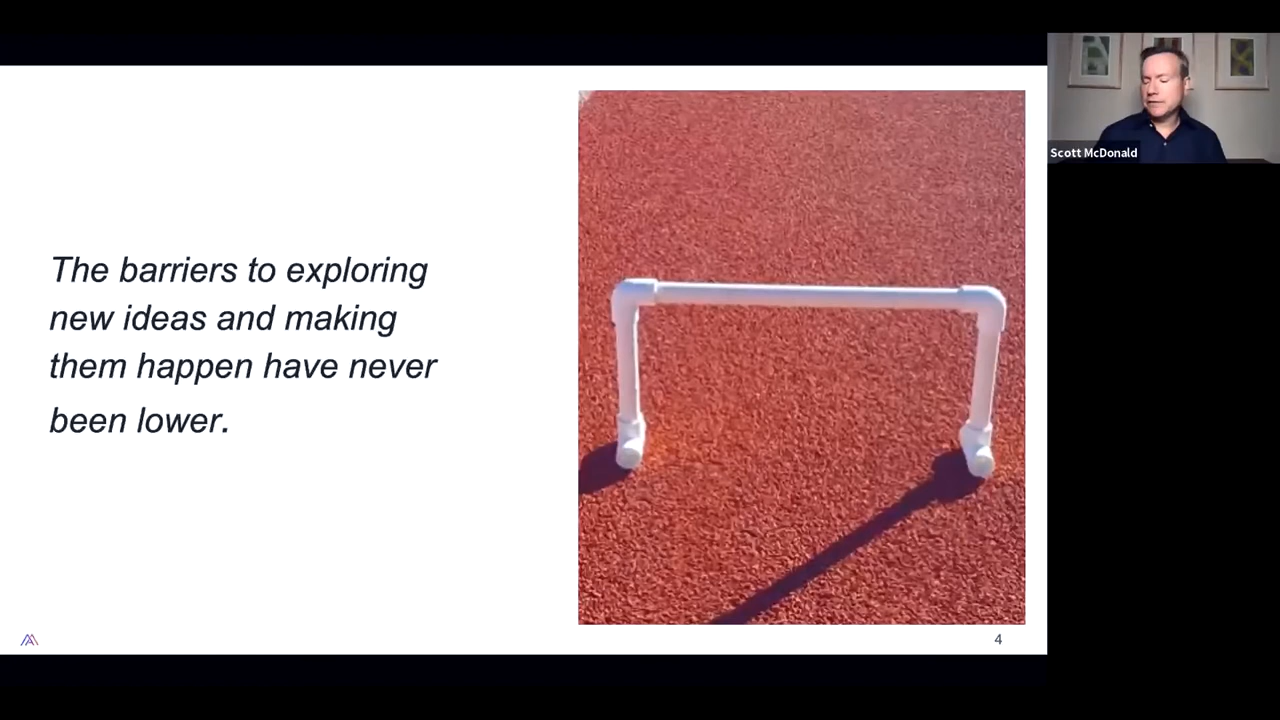 The barriers to exploring
new ideas and making
them happen have never
been lower.
4
Scott McDonald